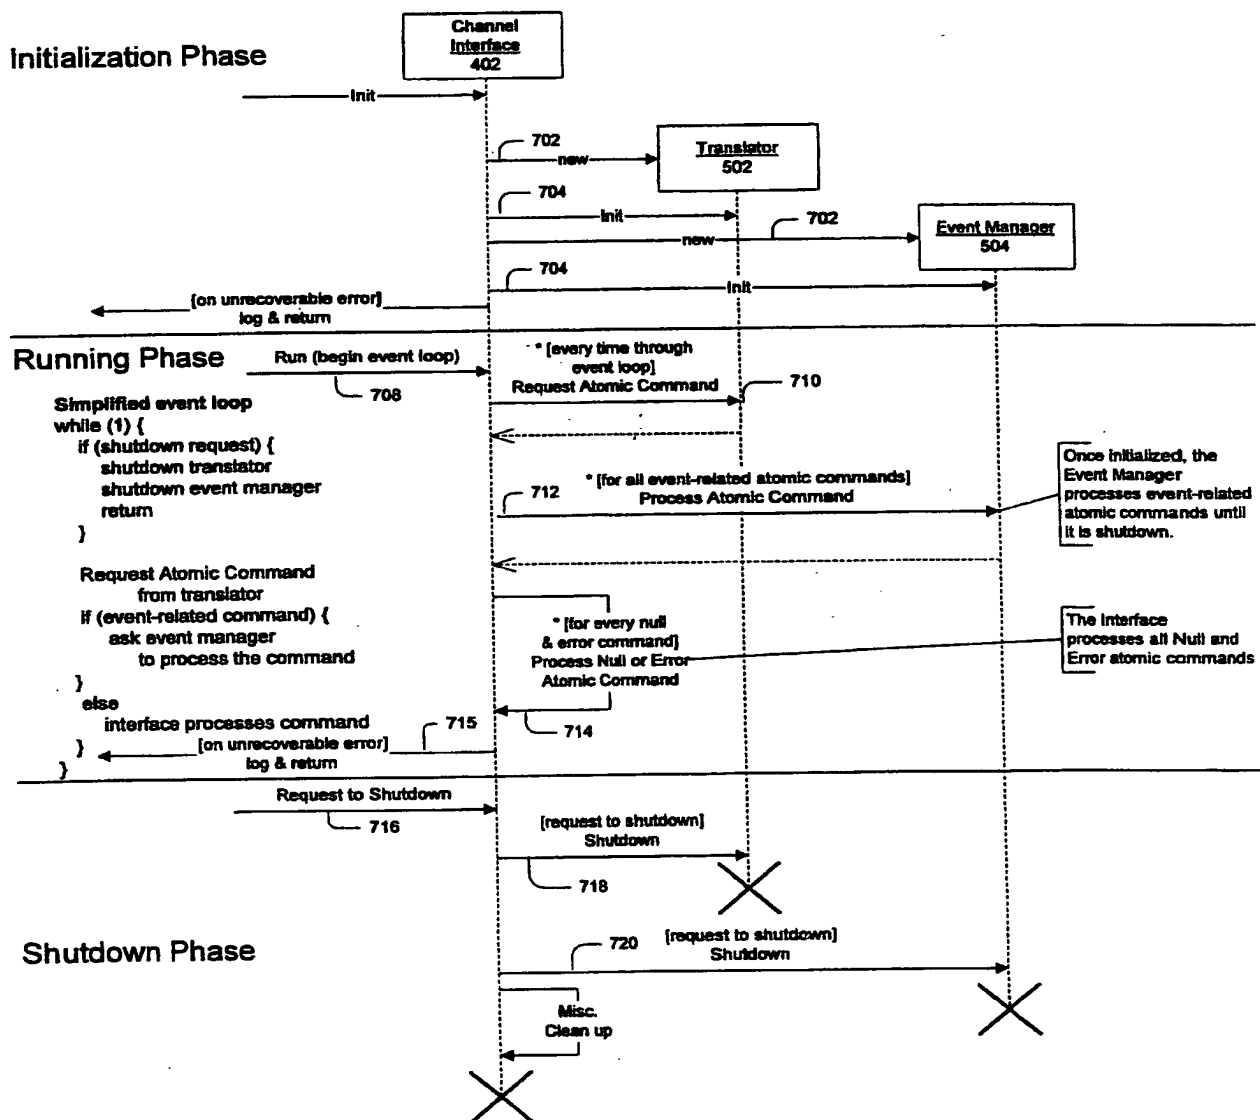 Channel
Interface
402
Initialization Phase
Init
702
new
Translator
502
704
Init
702
new
Event Manager
504
704
Init
[on unrecoverable error]
log & return
Running Phase
Run (begin event loop)
708
* [every time through
event loop]
Request Atomic Command
710
Simplified event loop
while (1) {
if (shutdown request) {
shutdown translator
shutdown event manager
return
}
Request Atomic Command
from translator
if (event-related command) {
ask event manager
to process the command
}
else
interface processes command
}
}
712
* [for all event-related atomic commands]
Process Atomic Command
Once initialized, the
Event Manager
processes event-related
atomic commands until
it is shutdown.
* [for every null
& error command]
Process Null or Error
Atomic Command
714
The Interface
processes all Null and
Error atomic commands
715
[on unrecoverable error]
log & return
Request to Shutdown
716
[request to shutdown]
Shutdown
718
Shutdown Phase
720
[request to shutdown]
Shutdown
Misc.
Clean up